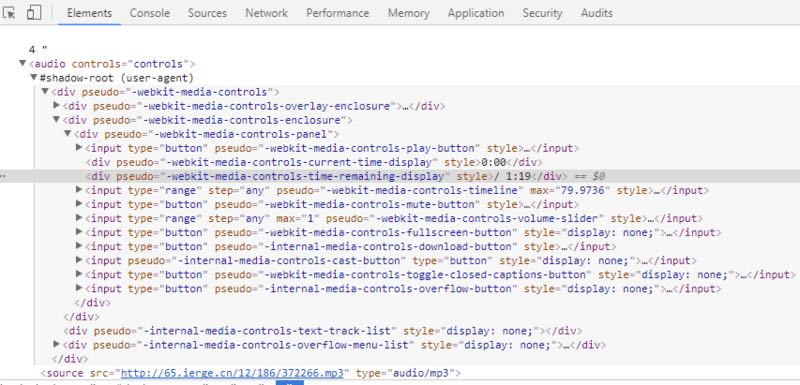 Elements Console Sources Network Performance Memory Application Security Audits
4 "
▼<audio controls="controls">
▼#shadow-root (user-agent)
▼<div pseudo="-webkit-media-controls">
▶<div pseudo="-webkit-media-controls-overlay-enclosure">…</div>
▼<div pseudo="-webkit-media-controls-enclosure">
▼<div pseudo="-webkit-media-controls-panel">
▶<input type="button" pseudo="-webkit-media-controls-play-button" style>…</input>
<div pseudo="-webkit-media-controls-current-time-display" style>0:00</div>
<div pseudo="-webkit-media-controls-time-remaining-display" style>/ 1:19</div> == $0
▶<input type="range" step="any" pseudo="-webkit-media-controls-timeline" max="79.9736" style>…</input>
▶<input type="button" pseudo="-webkit-media-controls-mute-button" style>…</input>
▶<input type="range" step="any" max="1" pseudo="-webkit-media-controls-volume-slider" style>…</input>
▶<input type="button" pseudo="-webkit-media-controls-fullscreen-button" style="display: none;">…</input>
▶<input type="button" pseudo="-internal-media-controls-download-button" style>…</input>
▶<input pseudo="-internal-media-controls-cast-button" type="button" style="display: none;">…</input>
▶<input type="button" pseudo="-webkit-media-controls-toggle-closed-captions-button" style="display: none;">…</input>
▶<input type="button" pseudo="-internal-media-controls-overflow-button" style="display: none;">…</input>
</div>
</div>
<div pseudo="-internal-media-controls-text-track-list" style="display: none;"></div>
▶<div pseudo="-internal-media-controls-overflow-menu-list" style="display: none;">…</div>
</div>
<source src="http://65.ierge.cn/12/186/372266.mp3" type="audio/mp3">